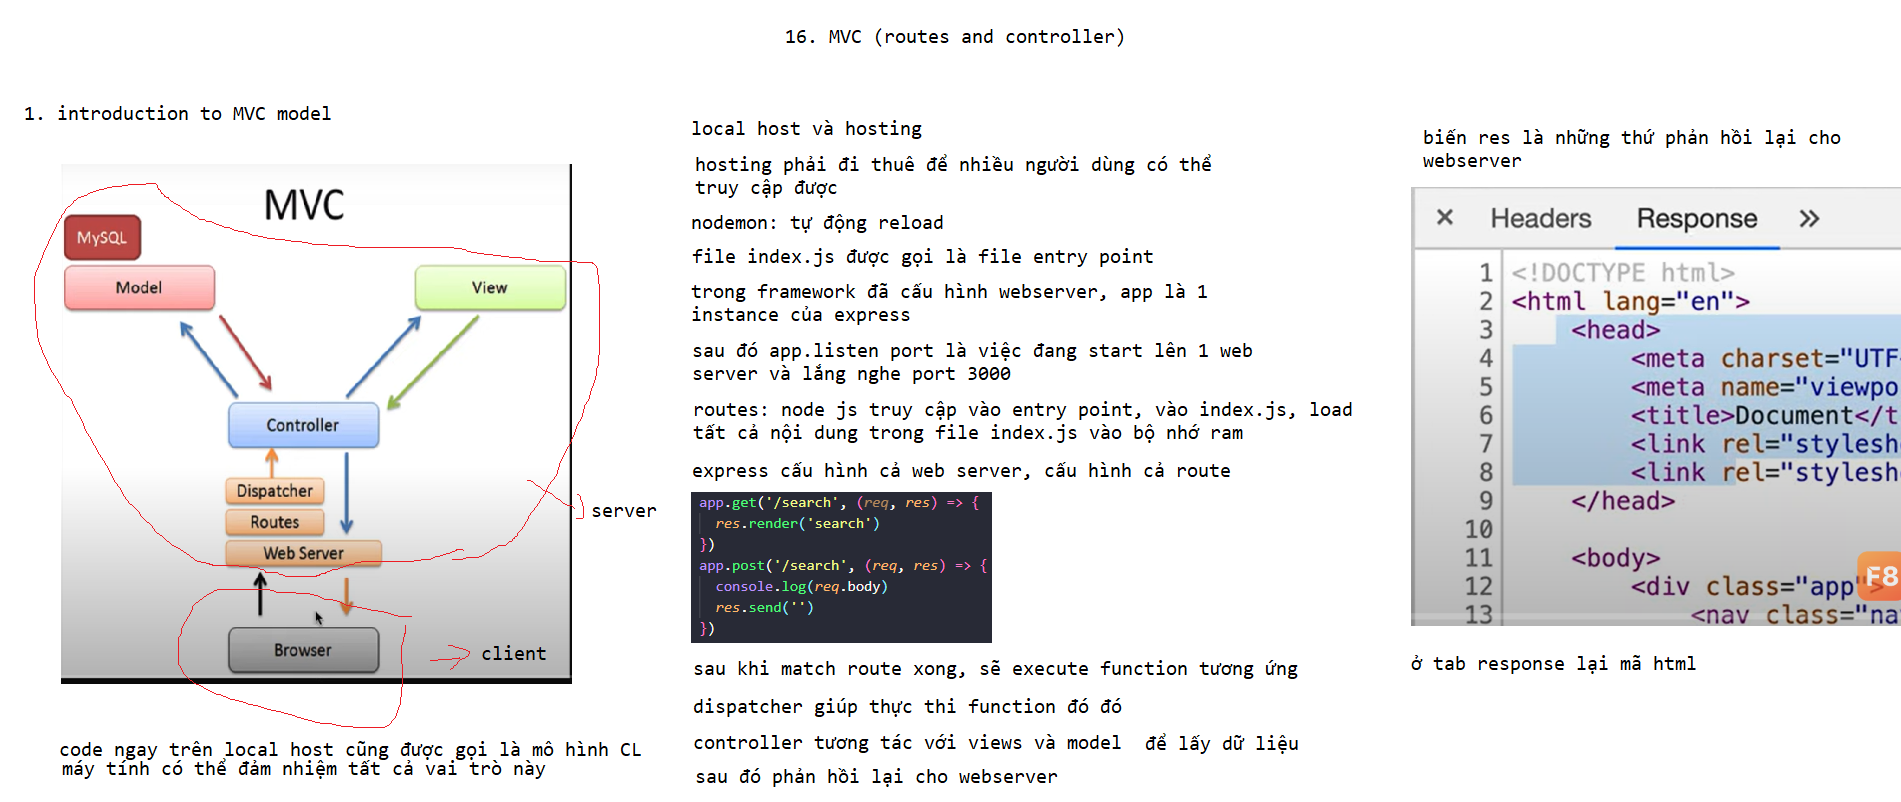 16. MVC (routes and controller)
1. introduction to MVC model
MVC
MySQL
Model
View
Controller
Dispatcher
Routes
Web Server
Browser
server
client
code ngay trên local host cũng được gọi là mô hình CL
máy tính có thể đảm nhiệm tất cả vai trò này
local host và hosting
hosting phải đi thuê để nhiều người dùng có thể
truy cập được
nodemon: tự động reload
file index.js được gọi là file entry point
trong framework đã cấu hình webserver, app là 1
instance của express
sau đó app.listen port là việc đang start lên 1 web
server và lắng nghe port 3000
routes: node js truy cập vào entry point, vào index.js, load
tất cả nội dung trong file index.js vào bộ nhớ ram
express cấu hình cả web server, cấu hình cả route
app.get('/search', (req, res) => {
res.render('search')
})
app.post('/search', (req, res) => {
console.log(req.body)
res.send('')
})
sau khi match route xong, sẽ execute function tương ứng
dispatcher giúp thực thi function đó đó
controller tương tác với views và model để lấy dữ liệu
sau đó phản hồi lại cho webserver
biến res là những thứ phản hồi lại cho
webserver
× Headers Response »
1 <!DOCTYPE html>
2 <html lang="en">
3 <head>
4 <meta charset="UTF-
5 <meta name="viewpo
6 <title>Document</t
7 <link rel="stylesh
8 <link rel="stylesh
9 </head>
10
11 <body>
12 <div class="app">
13 <nav class="na
F8
ở tab response lại mã html